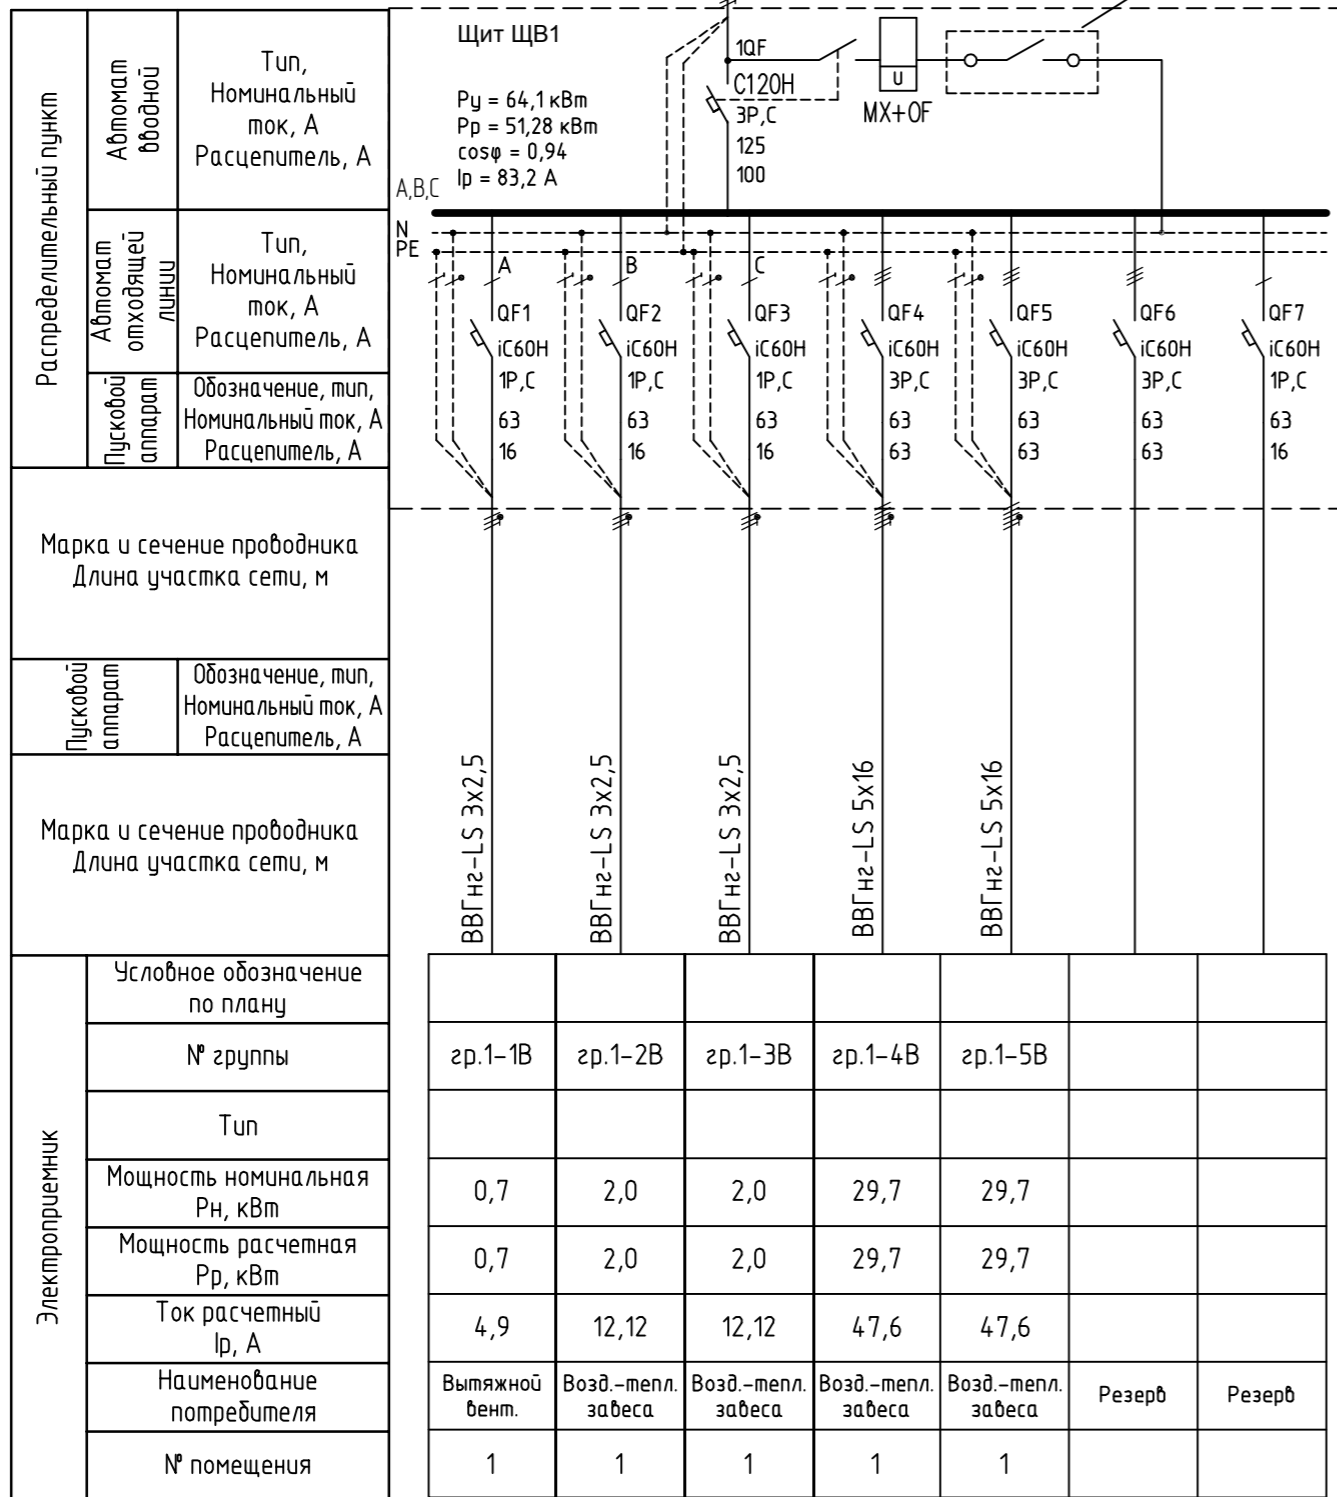 Распределительный пункт
Автомат
вводной
Тип,
Номинальный
ток, А
Расцепитель, А
Щит ЩВ1
Ру = 64,1 кВт
Рр = 51,28 кВт
cosφ = 0,94
Iр = 83,2 А
1QF
C120H
3P,C
125
100
U
MX+OF
A,B,C
N
PE
Автомат
отходящей
линии
Тип,
Номинальный
ток, А
Расцепитель, А
A
B
C
QF1
iC60H
1P,C
63
16
QF2
iC60H
1P,C
63
16
QF3
iC60H
1P,C
63
16
QF4
iC60H
3P,C
63
63
QF5
iC60H
3P,C
63
63
QF6
iC60H
3P,C
63
63
QF7
iC60H
1P,C
63
16
Пусковой
аппарат
Обозначение, тип,
Номинальный ток, А
Расцепитель, А
Марка и сечение проводника
Длина участка сети, м
Пусковой
аппарат
Обозначение, тип,
Номинальный ток, А
Расцепитель, А
Марка и сечение проводника
Длина участка сети, м
ВВГнг-LS 3х2,5
ВВГнг-LS 3х2,5
ВВГнг-LS 3х2,5
ВВГнг-LS 5х16
ВВГнг-LS 5х16
Электроприемник
Условное обозначение
по плану
№ группы
гр.1-1В
гр.1-2В
гр.1-3В
гр.1-4В
гр.1-5В
Тип
Мощность номинальная
Рн, кВт
0,7
2,0
2,0
29,7
29,7
Мощность расчетная
Рр, кВт
0,7
2,0
2,0
29,7
29,7
Ток расчетный
Iр, А
4,9
12,12
12,12
47,6
47,6
Наименование
потребителя
Вытяжной
вент.
Возд.-тепл.
завеса
Возд.-тепл.
завеса
Возд.-тепл.
завеса
Возд.-тепл.
завеса
Резерв
Резерв
№ помещения
1
1
1
1
1